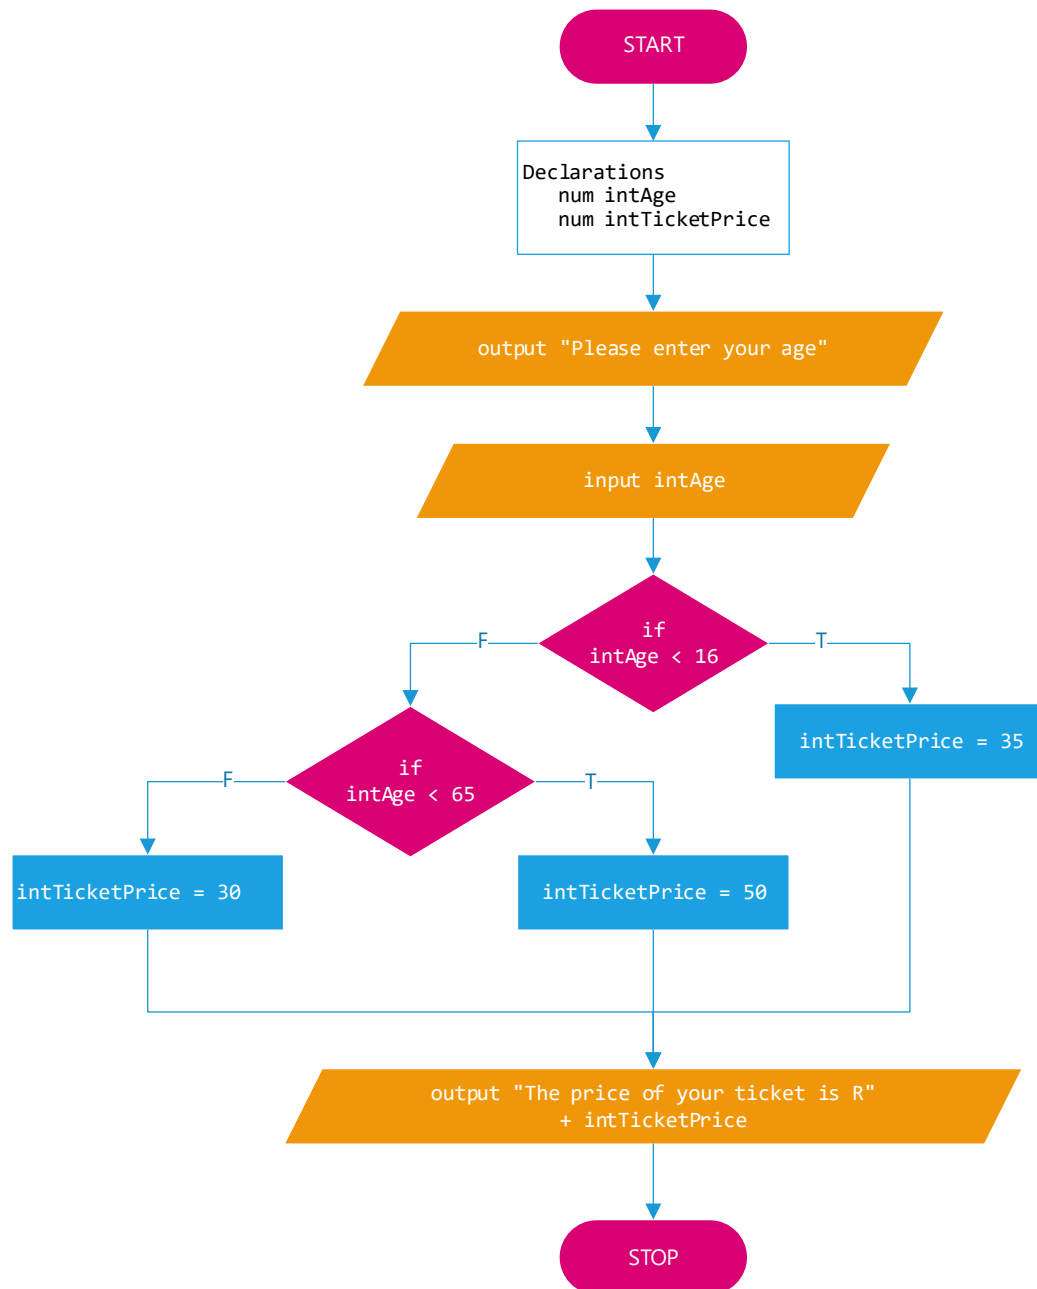 START
Declarations
num intAge
num intTicketPrice
output "Please enter your age"
input intAge
if
intAge < 16
F
T
intTicketPrice = 35
if
intAge < 65
F
T
intTicketPrice = 30
intTicketPrice = 50
output "The price of your ticket is R"
+ intTicketPrice
STOP